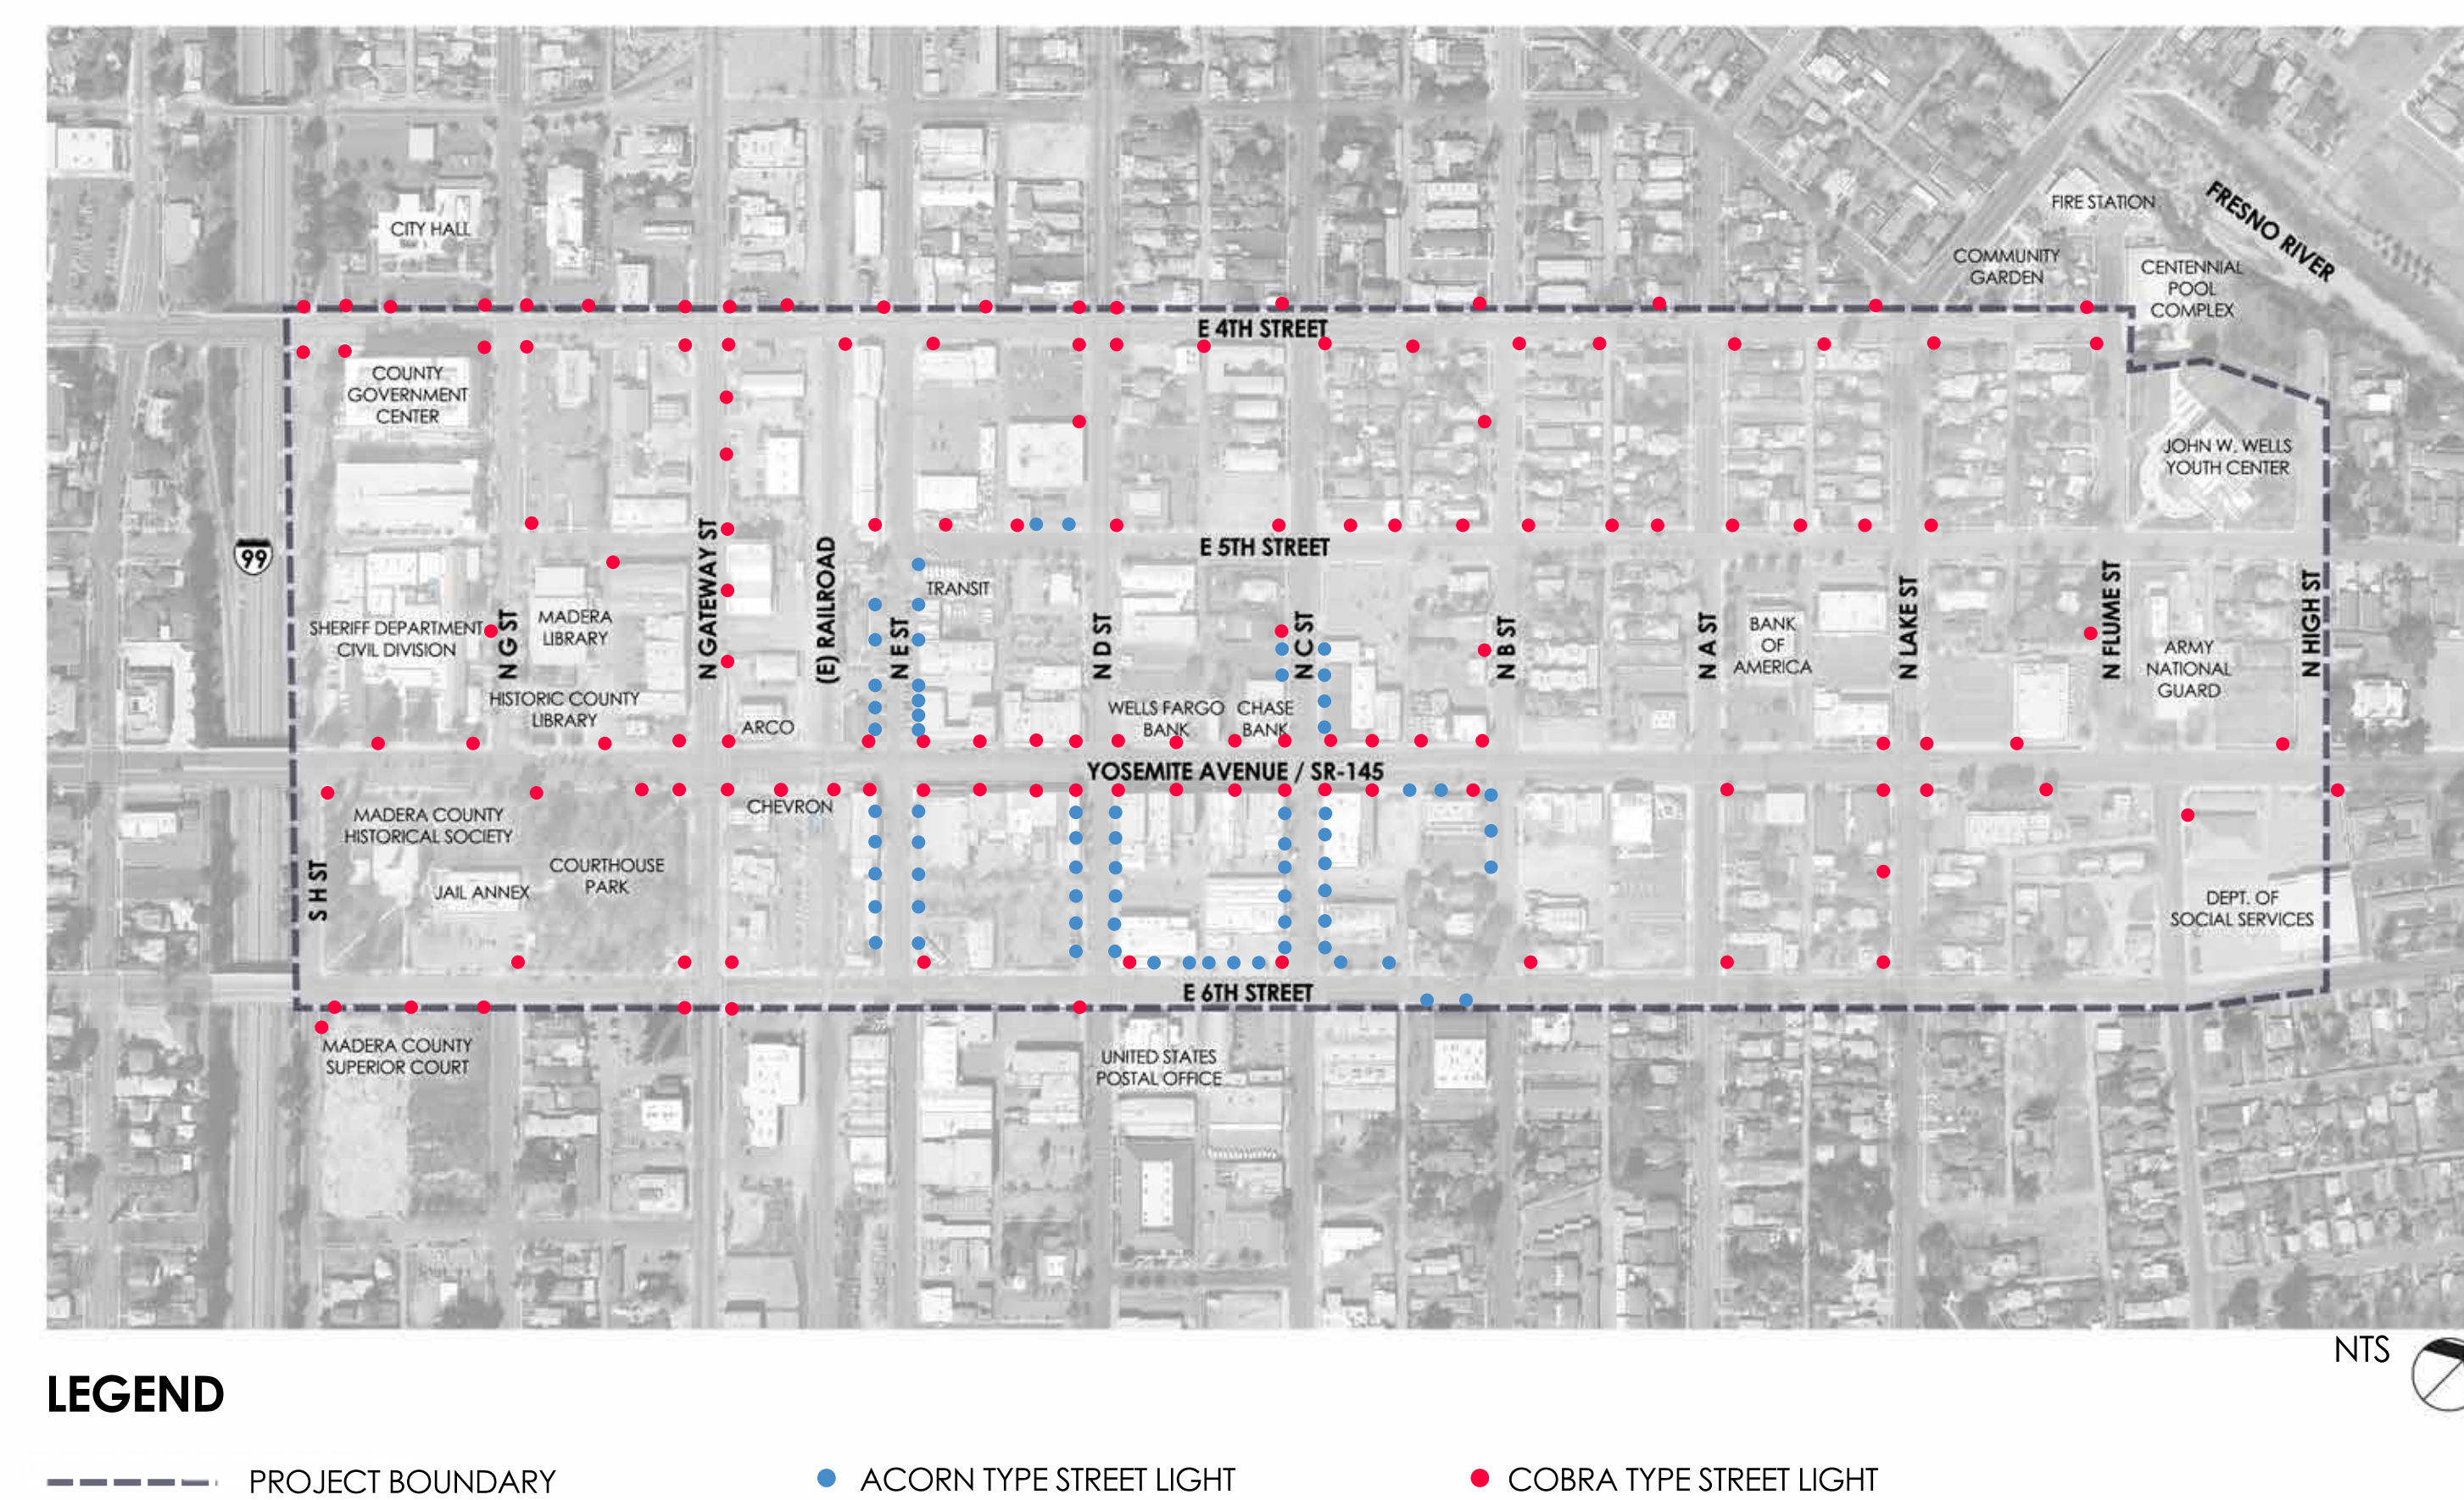 CITY HALL
FIRE STATION
FRESNO RIVER
COMMUNITY
GARDEN
CENTENNIAL
POOL
COMPLEX
E 4TH STREET
COUNTY
GOVERNMENT
CENTER
JOHN W. WELLS
YOUTH CENTER
99
E 5TH STREET
SHERIFF DEPARTMENT
CIVIL DIVISION
N G ST
MADERA
LIBRARY
HISTORIC COUNTY
LIBRARY
N GATEWAY ST
ARCO
(E) RAILROAD
N E ST
TRANSIT
N D ST
WELLS FARGO
BANK
CHASE
BANK
N C ST
N B ST
N A ST
BANK
OF
AMERICA
N LAKE ST
N FLUME ST
ARMY
NATIONAL
GUARD
N HIGH ST
YOSEMITE AVENUE / SR-145
S H ST
MADERA COUNTY
HISTORICAL SOCIETY
JAIL ANNEX
COURTHOUSE
PARK
CHEVRON
DEPT. OF
SOCIAL SERVICES
E 6TH STREET
MADERA COUNTY
SUPERIOR COURT
UNITED STATES
POSTAL OFFICE
NTS
LEGEND
PROJECT BOUNDARY
ACORN TYPE STREET LIGHT
COBRA TYPE STREET LIGHT